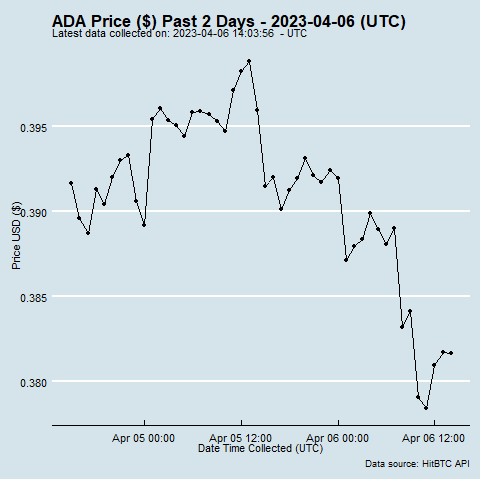 ADA Price ($) Past 2 Days - 2023-04-06 (UTC)
Latest data collected on: 2023-04-06 14:03:56 - UTC
0.395
0.390
0.385
0.380
Price USD ($)
Apr 05 00:00 Apr 05 12:00 Apr 06 00:00 Apr 06 12:00
Date Time Collected (UTC)
Data source: HitBTC API